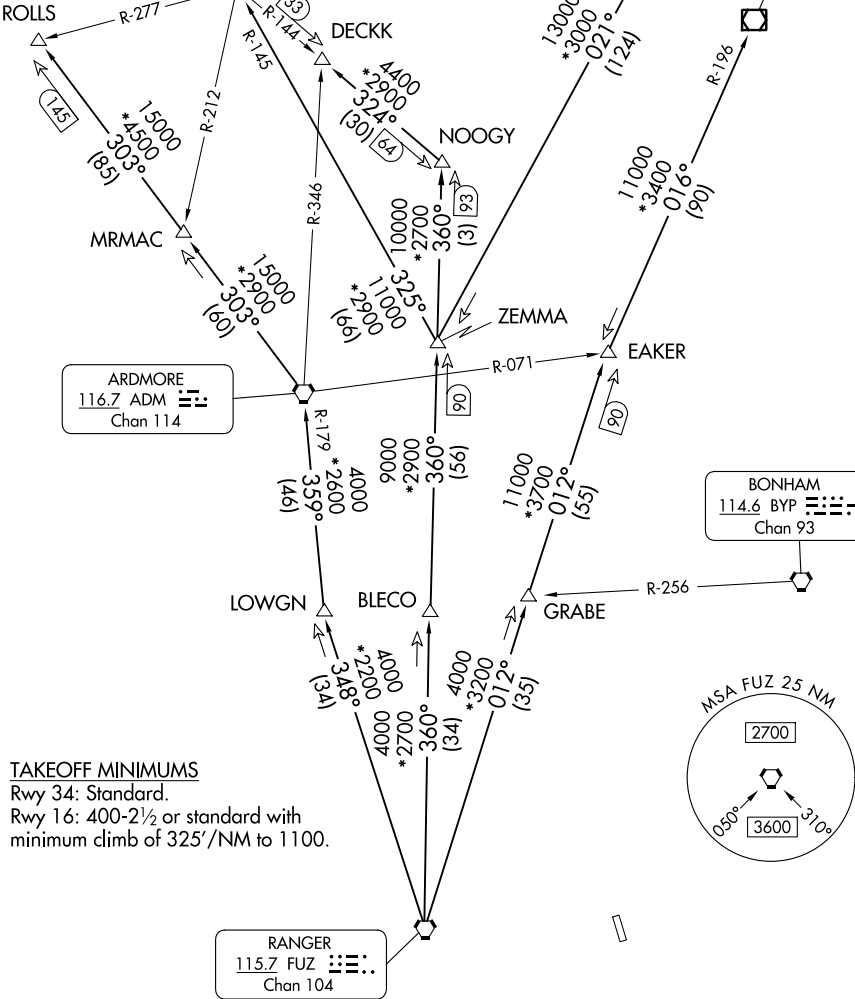 ROLLS
R-277
33
R-144
DECKK
R-145
13000
*3000
021°
(124)
R-196
145
15000
*4500
303°
(85)
R-212
4400
*2900
324°
(30)
64
NOOGY
93
11000
*3400
016°
(90)
MRMAC
R-346
10000
*2700
360°
(3)
15000
*2900
303°
(60)
325°
11000
*2900
(66)
ZEMMA
EAKER
R-071
ARDMORE
116.7 ADM
Chan 114
90
90
R-179
4000
*2600
359°
(46)
9000
*2900
360°
(56)
11000
*3700
012°
(55)
BONHAM
114.6 BYP
Chan 93
R-256
LOWGN
BLECO
GRABE
4000
*2200
348°
(34)
4000
*2700
360°
(34)
4000
*3200
012°
(35)
MSA FUZ 25 NM
2700
050°
310°
3600
TAKEOFF MINIMUMS
Rwy 34: Standard.
Rwy 16: 400-2½ or standard with
minimum climb of 325'/NM to 1100.
RANGER
115.7 FUZ
Chan 104